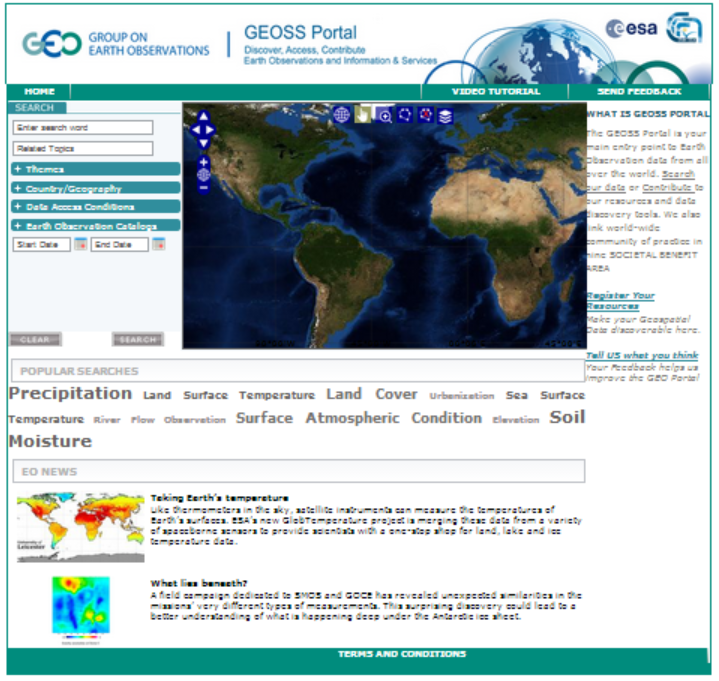 GEO GROUP ON
EARTH OBSERVATIONS
GEOSS Portal
Discover, Access, Contribute
Earth Observations and Information & Services
esa
HOME
VIDEO TUTORIAL
SEND FEEDBACK
SEARCH
Enter search word
Related Topics
+ Themes
+ Country/Geography
+ Data Access Conditions
+ Earth Observation Catalogs
Start Date
End Date
CLEAR
SEARCH
WHAT IS GEOSS PORTAL
The GEOSS Portal is your
main entry point to Earth
Observation data from all
over the world. Search
our data or Contribute to
our resources and data
discovery tools. We also
link world-wide
community of practice in
nine SOCIETAL BENEFIT
AREA
Register Your
Resources
Make your Geospatial
Data discoverable here.
Tell US what you think
Your Feedback helps us
improve the GEO Portal
POPULAR SEARCHES
Precipitation Land Surface Temperature Land Cover Urbanization Sea Surface
Temperature River Flow Observation Surface Atmospheric Condition Elevation Soil
Moisture
EO NEWS
Taking Earth's temperature
Like thermometers in the sky, satellite instruments can measure the temperatures of
Earth's surfaces. ESA's new GlobTemperature project is merging these data from a variety
of spaceborne sensors to provide scientists with a one-stop shop for land, lake and ice
temperature data.
University of
Leicester
What lies beneath?
A field campaign dedicated to SMOS and GOCE has revealed unexpected similarities in the
missions' very different types of measurements. This surprising discovery could lead to a
better understanding of what is happening deep under the Antarctic ice sheet.
TERMS AND CONDITIONS